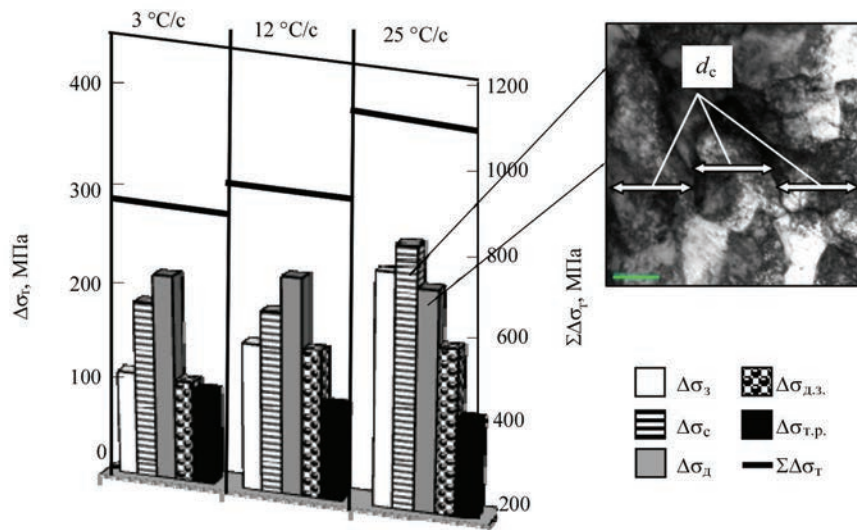 3 °С/с 12 °С/с 25 °С/с
400
300
200
100
0
Δσт, МПа
1200
1000
800
600
400
200
ΣΔσт, МПа
dс
Δσз
Δσс
Δσд
Δσд.з.
Δσт.р.
ΣΔσт